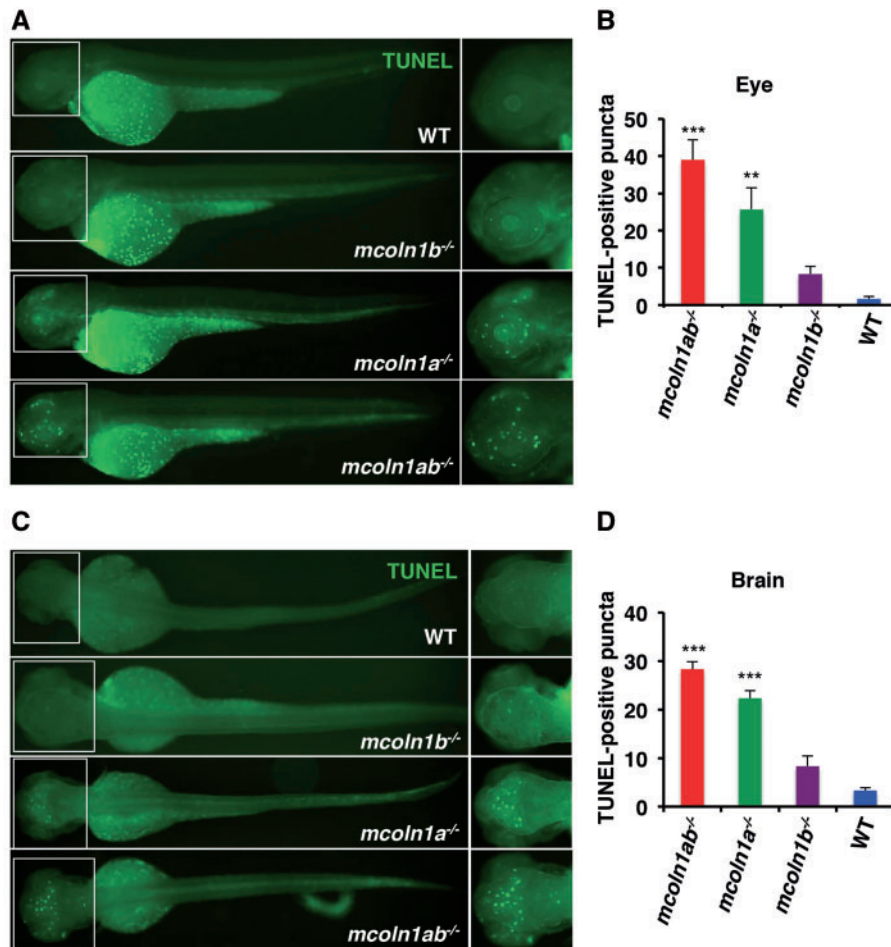 A
TUNEL
WT
mcoln1b-/-
mcoln1a-/-
mcoln1ab-/-
B
Eye
TUNEL-positive puncta
50
40
30
20
10
0
***
**
mcoln1ab-/-
mcoln1a-/-
mcoln1b-/-
WT
C
TUNEL
WT
mcoln1b-/-
mcoln1a-/-
mcoln1ab-/-
D
Brain
TUNEL-positive puncta
40
30
20
10
0
***
***
mcoln1ab-/-
mcoln1a-/-
mcoln1b-/-
WT